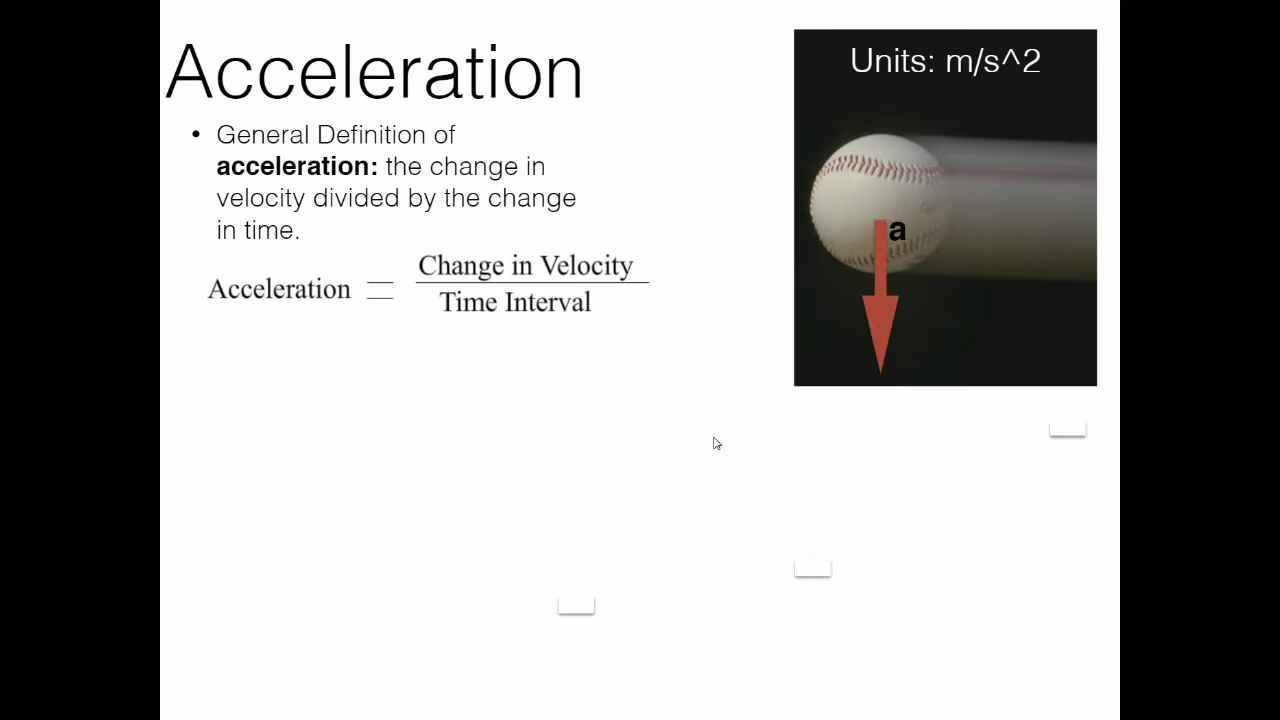 Acceleration
• General Definition of
acceleration: the change in
velocity divided by the change
in time.
Acceleration = Change in Velocity
Time Interval
Units: m/s^2
a